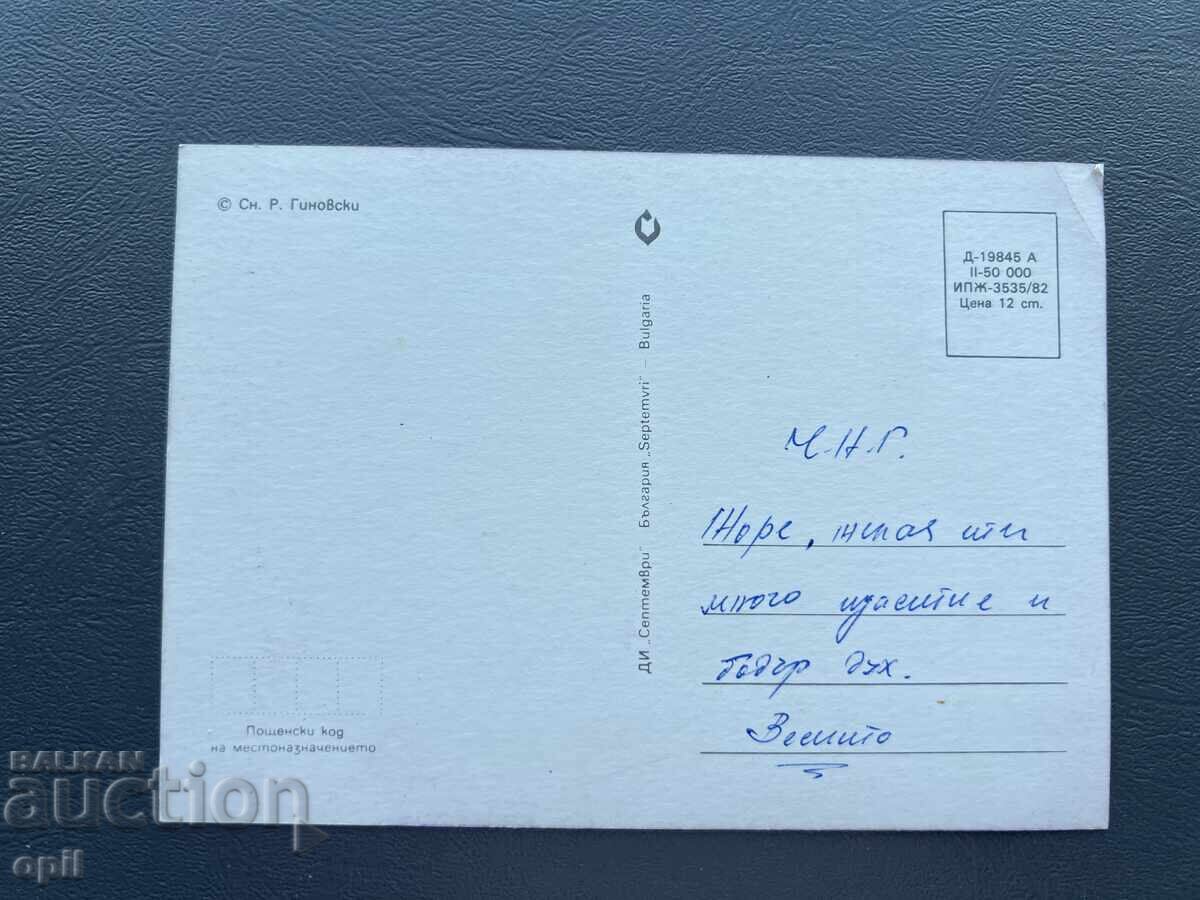 © Сн. Р. Гиновски
Д-19845 А
II-50 000
ИПЖ-3535/82
Цена 12 ст.
ДИ „Септември" България „Septemvri" – Bulgaria
Ч.Н.Г.
Жоре, желая ти
много щастие и
бодър дух.
Пощенски код
на местоназначението
BALKAN
auction
opil